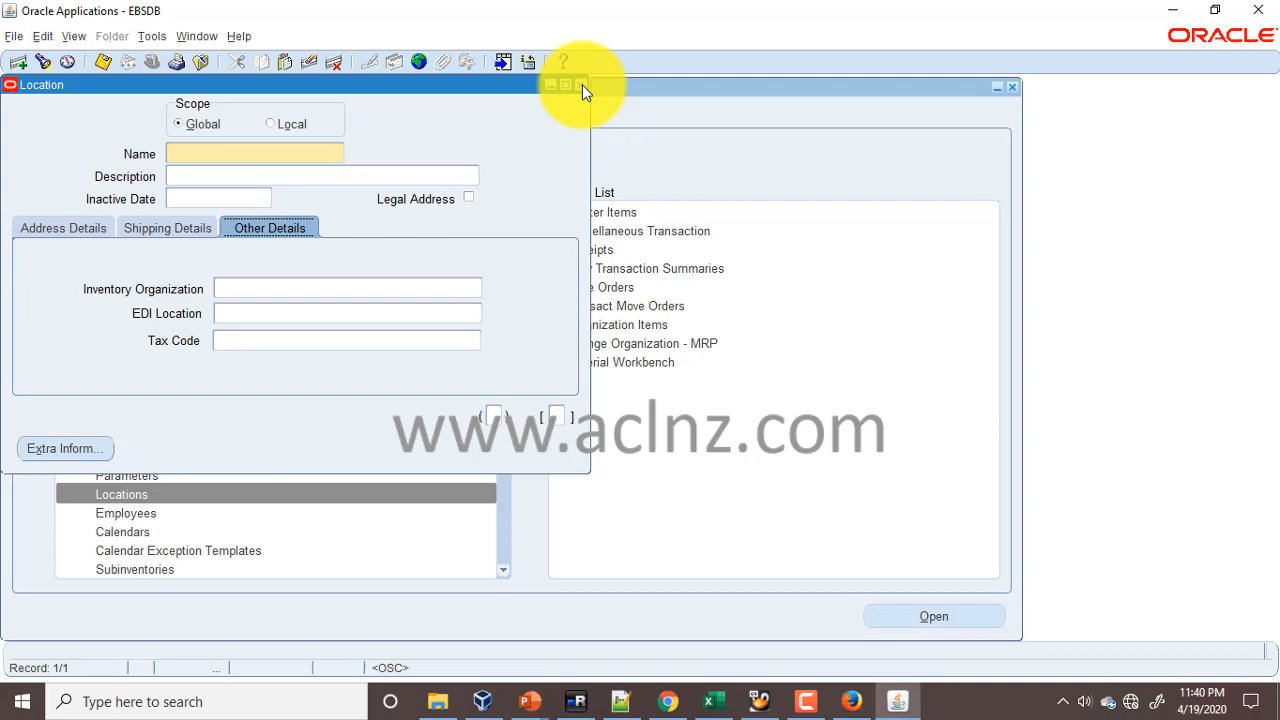 Oracle Applications - EBSDB
File Edit View Folder Tools Window Help
ORACLE
Location
Scope
Global Local
Name
Description
Inactive Date Legal Address
Address Details Shipping Details Other Details
Inventory Organization
EDI Location
Tax Code
( ) [ ]
Extra Inform...
List
ter Items
ellaneous Transaction
eipts
Transaction Summaries
e Orders
sact Move Orders
nization Items
nge Organization - MRP
erial Workbench
www.aclnz.com
Parameters
Locations
Employees
Calendars
Calendar Exception Templates
Subinventories
Open
Record: 1/1 ... <OSC>
Type here to search
11:40 PM
4/19/2020